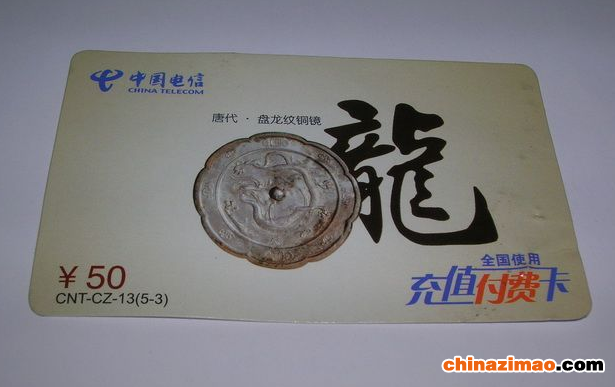 中国电信
CHINA TELECOM
唐代·盘龙纹铜镜
龍
¥50
CNT-CZ-13(5-3)
全国使用
充值付费卡
chinazimao.com